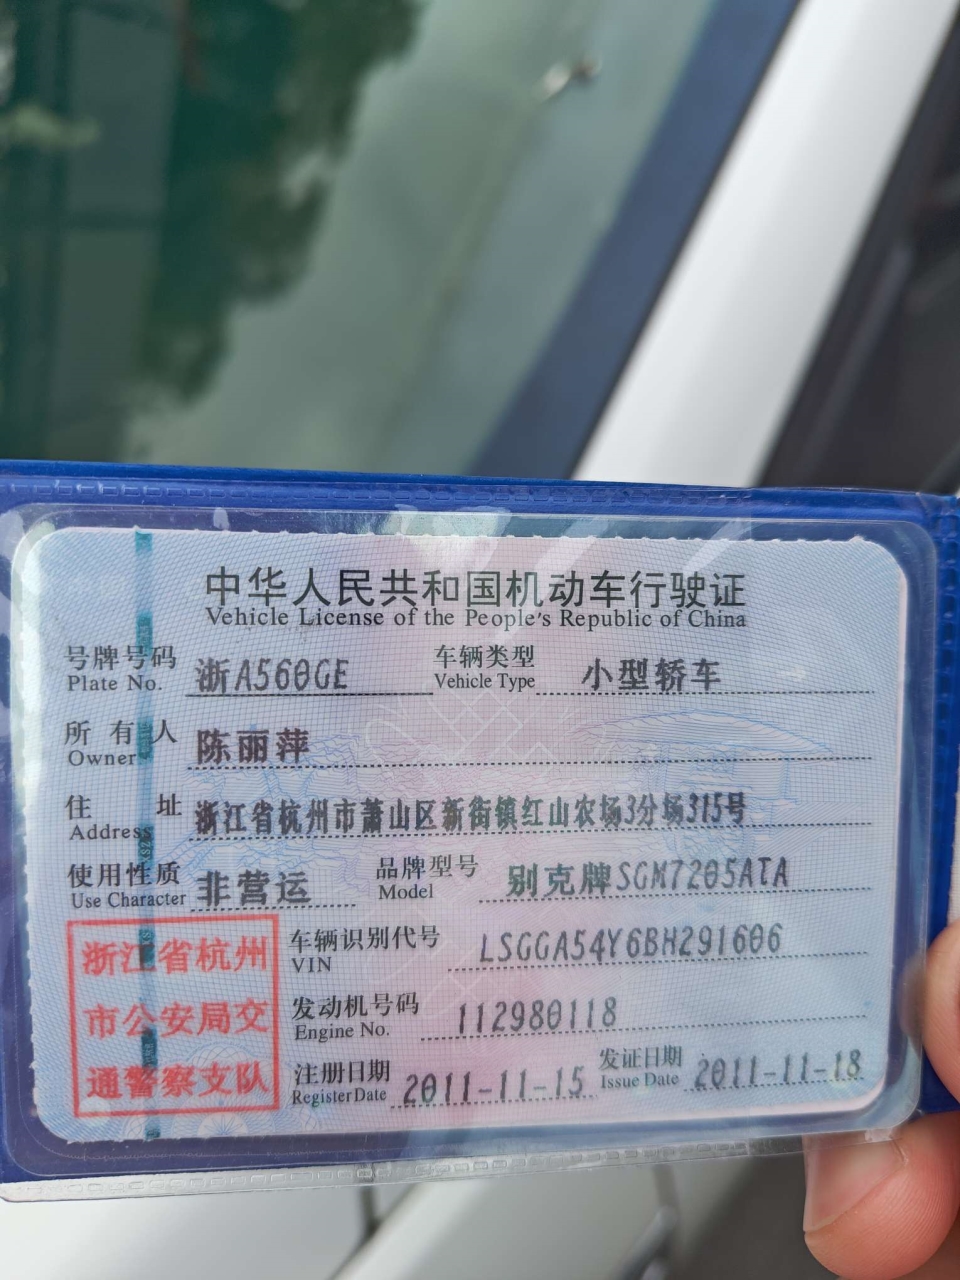 中华人民共和国机动车行驶证
Vehicle License of the People's Republic of China
号牌号码 浙A560GE 车辆类型 小型轿车
Plate No. Vehicle Type
所有人 陈丽萍
Owner
住址 浙江省杭州市萧山区新街镇红山农场3分场315号
Address
使用性质 非营运 品牌型号 别克牌SGM7205ATA
Use Character Model
浙江省杭州 车辆识别代号 LSGGA54Y6BH291606
VIN
市公安局交 发动机号码 112980118
Engine No.
通警察支队 注册日期 2011-11-15 发证日期 2011-11-18
Register Date Issue Date